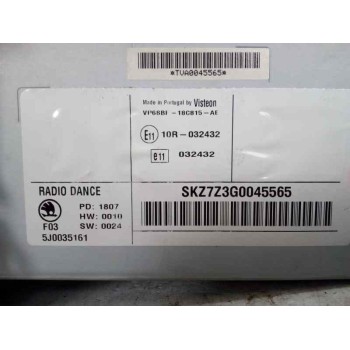 *TVA0045565*
Made in Portugal by Visteon
VP6SBF -18C815-AE
E11 10R-032432
e11 032432
RADIO DANCE
SKZ7Z3G0045565
PD: 1807
HW: 0010
F03 SW: 0024
5J0035161